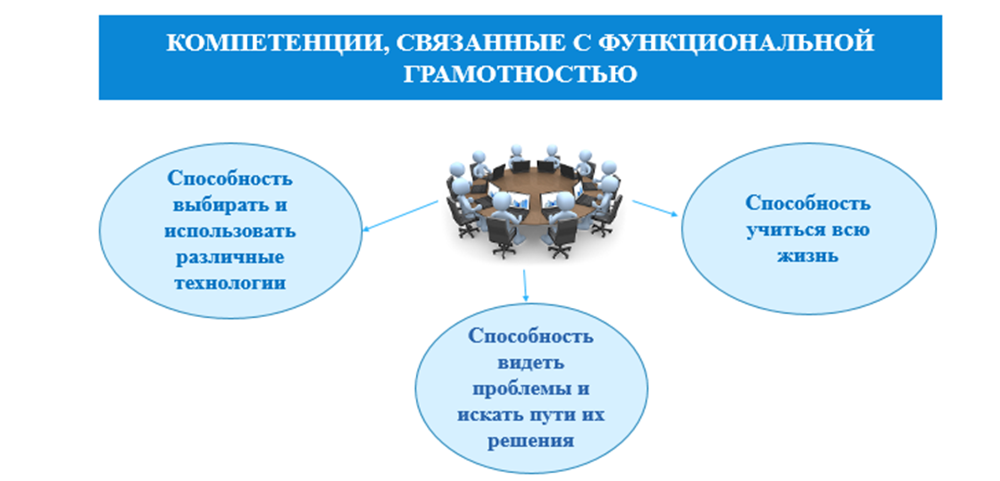 КОМПЕТЕНЦИИ, СВЯЗАННЫЕ С ФУНКЦИОНАЛЬНОЙ
ГРАМОТНОСТЬЮ
Способность
выбирать и
использовать
различные
технологии
Способность
видеть
проблемы и
искать пути их
решения
Способность
учиться всю
жизнь